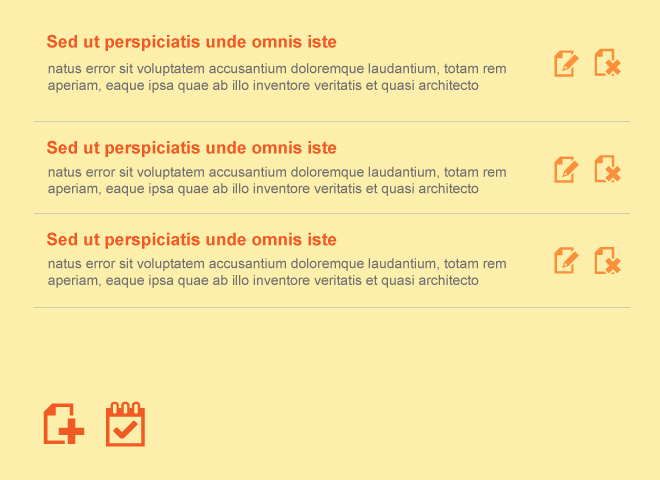 Sed ut perspiciatis unde omnis iste
natus error sit voluptatem accusantium doloremque laudantium, totam rem
aperiam, eaque ipsa quae ab illo inventore veritatis et quasi architecto
Sed ut perspiciatis unde omnis iste
natus error sit voluptatem accusantium doloremque laudantium, totam rem
aperiam, eaque ipsa quae ab illo inventore veritatis et quasi architecto
Sed ut perspiciatis unde omnis iste
natus error sit voluptatem accusantium doloremque laudantium, totam rem
aperiam, eaque ipsa quae ab illo inventore veritatis et quasi architecto